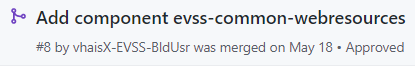 Add component evss-common-webresources
#8 by vhaisX-EVSS-BldUsr was merged on May 18 • Approved